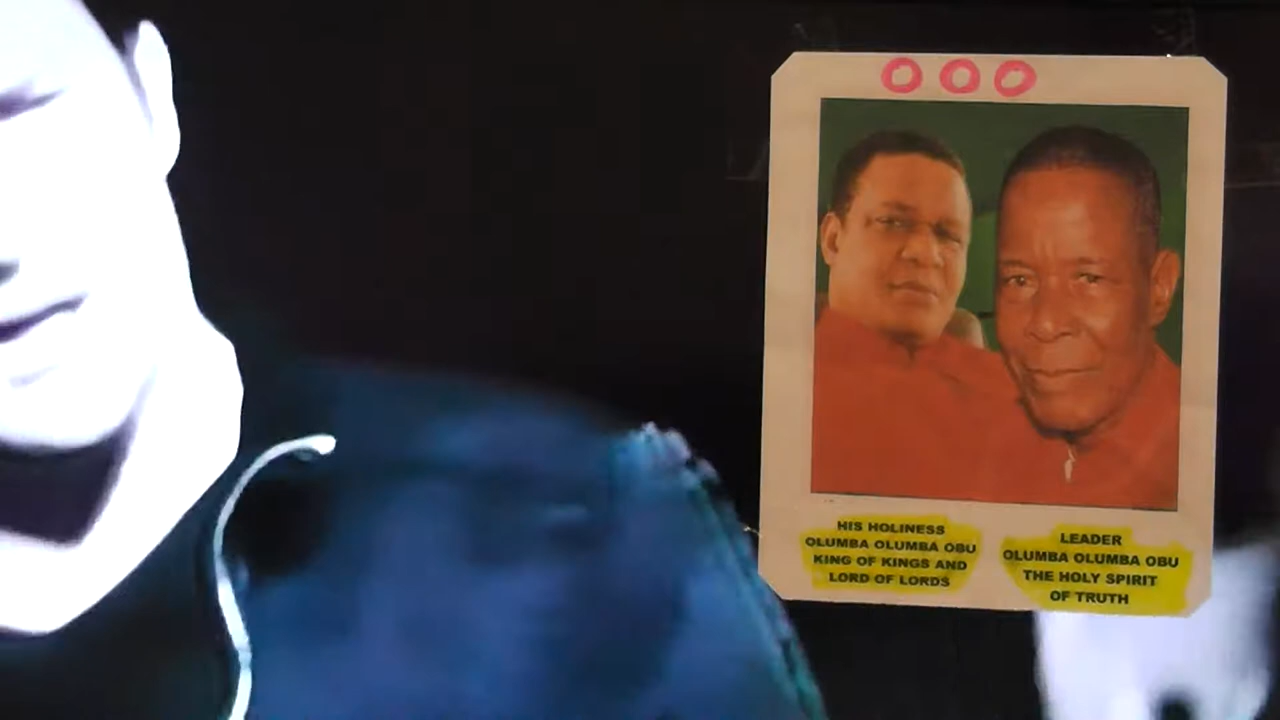 O O O
HIS HOLINESS
OLUMBA OLUMBA OBU
KING OF KINGS AND
LORD OF LORDS
LEADER
OLUMBA OLUMBA OBU
THE HOLY SPIRIT
OF TRUTH